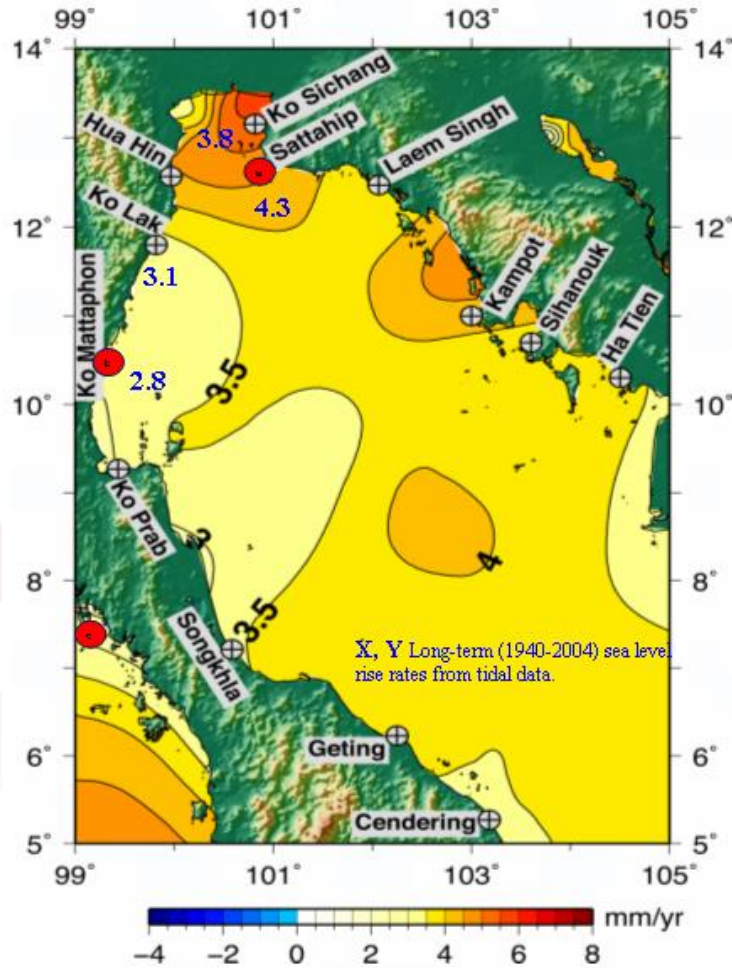 99° 101° 103° 105°
14° 14°
Ko Sichang
3.8
Sattahip
Hua Hin
Laem Singh
4.3
12° 12°
Ko Lak
3.1
Kampot
Sihanouk
Ha Tien
Ko Mattaphon
2.8
3.5
10° 10°
Ko Prab
4
8° 8°
3.5
Songkhla
X, Y Long-term (1940-2004) sea level
rise rates from tidal data.
Geting
6° 6°
Cendering
5° 5°
99° 101° 103° 105°
mm/yr
−4 −2 0 2 4 6 8